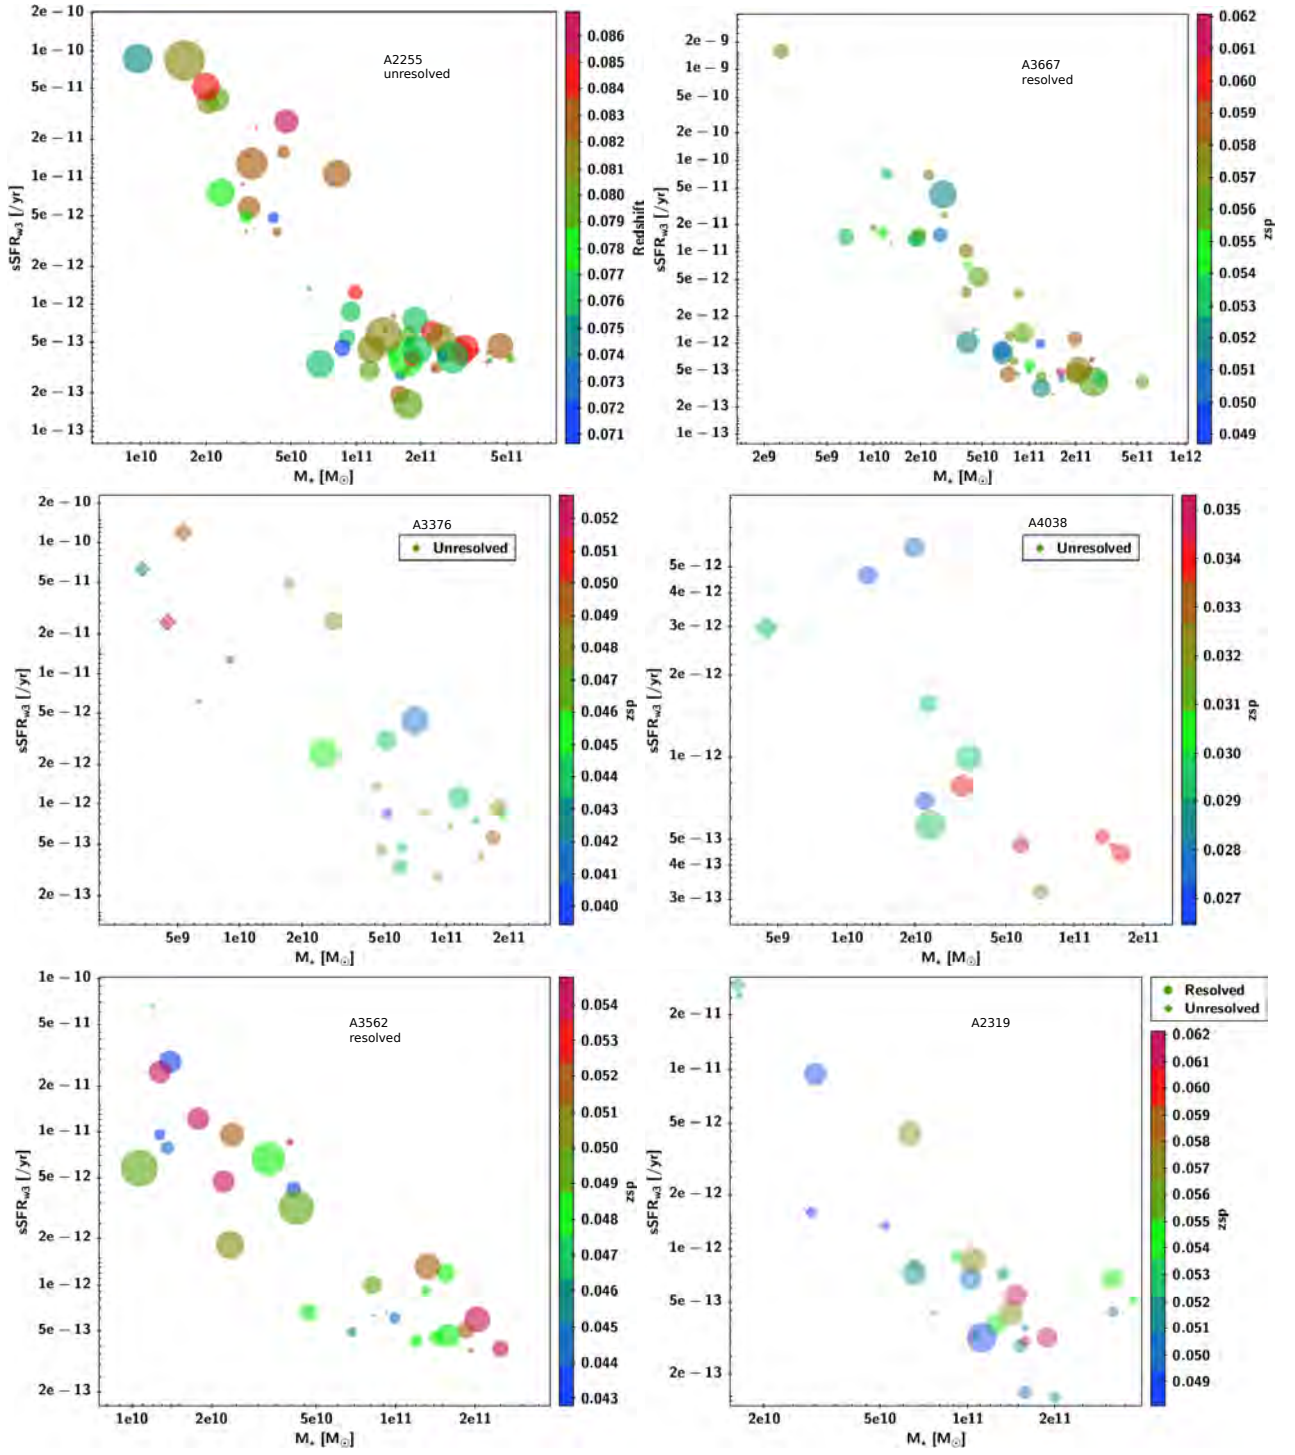 A2255
unresolved
2e − 10
1e − 10
5e − 11
2e − 11
1e − 11
5e − 12
2e − 12
1e − 12
5e − 13
2e − 13
1e − 13
sSFRw3 [/yr]
1e10 2e10 5e10 1e11 2e11 5e11
M⋆ [M⊙]
0.086
0.085
0.084
0.083
0.082
0.081
0.080
0.079
0.078
0.077
0.076
0.075
0.074
0.073
0.072
0.071
Redshift
A3667
resolved
2e − 9
1e − 9
5e − 10
2e − 10
1e − 10
5e − 11
2e − 11
1e − 11
5e − 12
2e − 12
1e − 12
5e − 13
2e − 13
1e − 13
sSFRw3 [/yr]
2e9 5e9 1e10 2e10 5e10 1e11 2e11 5e11 1e12
M⋆ [M⊙]
0.062
0.061
0.060
0.059
0.058
0.057
0.056
0.055
0.054
0.053
0.052
0.051
0.050
0.049
zsp
A3376
Unresolved
2e − 10
1e − 10
5e − 11
2e − 11
1e − 11
5e − 12
2e − 12
1e − 12
5e − 13
2e − 13
sSFRw3 [/yr]
5e9 1e10 2e10 5e10 1e11 2e11
M⋆ [M⊙]
0.052
0.051
0.050
0.049
0.048
0.047
0.046
0.045
0.044
0.043
0.042
0.041
0.040
zsp
A4038
Unresolved
5e − 12
4e − 12
3e − 12
2e − 12
1e − 12
5e − 13
4e − 13
3e − 13
sSFRw3 [/yr]
5e9 1e10 2e10 5e10 1e11 2e11
M⋆ [M⊙]
0.035
0.034
0.033
0.032
0.031
0.030
0.029
0.028
0.027
zsp
A3562
resolved
1e − 10
5e − 11
2e − 11
1e − 11
5e − 12
2e − 12
1e − 12
5e − 13
2e − 13
sSFRw3 [/yr]
1e10 2e10 5e10 1e11 2e11
M⋆ [M⊙]
0.054
0.053
0.052
0.051
0.050
0.049
0.048
0.047
0.046
0.045
0.044
0.043
zsp
A2319
Resolved
Unresolved
2e − 11
1e − 11
5e − 12
2e − 12
1e − 12
5e − 13
2e − 13
sSFRw3 [/yr]
2e10 5e10 1e11 2e11
M⋆ [M⊙]
0.062
0.061
0.060
0.059
0.058
0.057
0.056
0.055
0.054
0.053
0.052
0.051
0.050
0.049
zsp